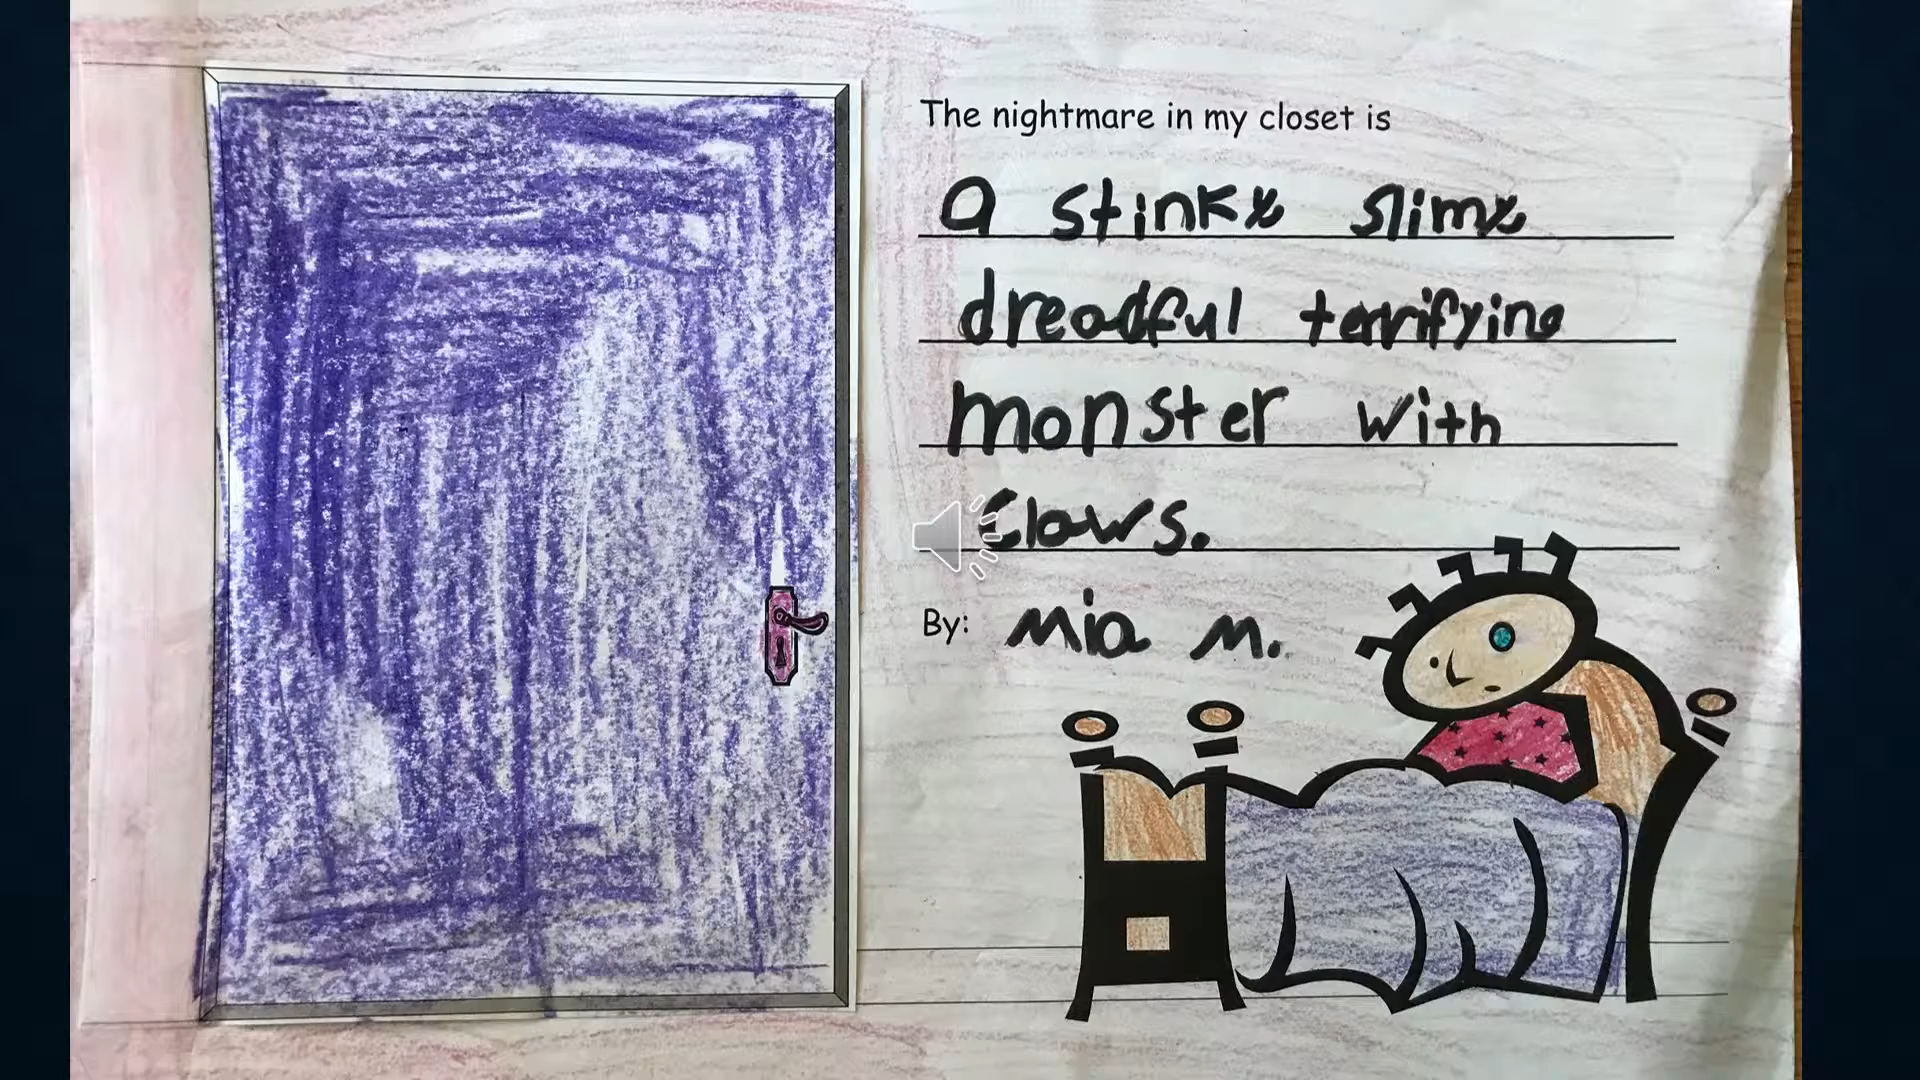 The nightmare in my closet is
a stinky slimy
dreadful terrifying
monster with
Claws.
By: Mia M.